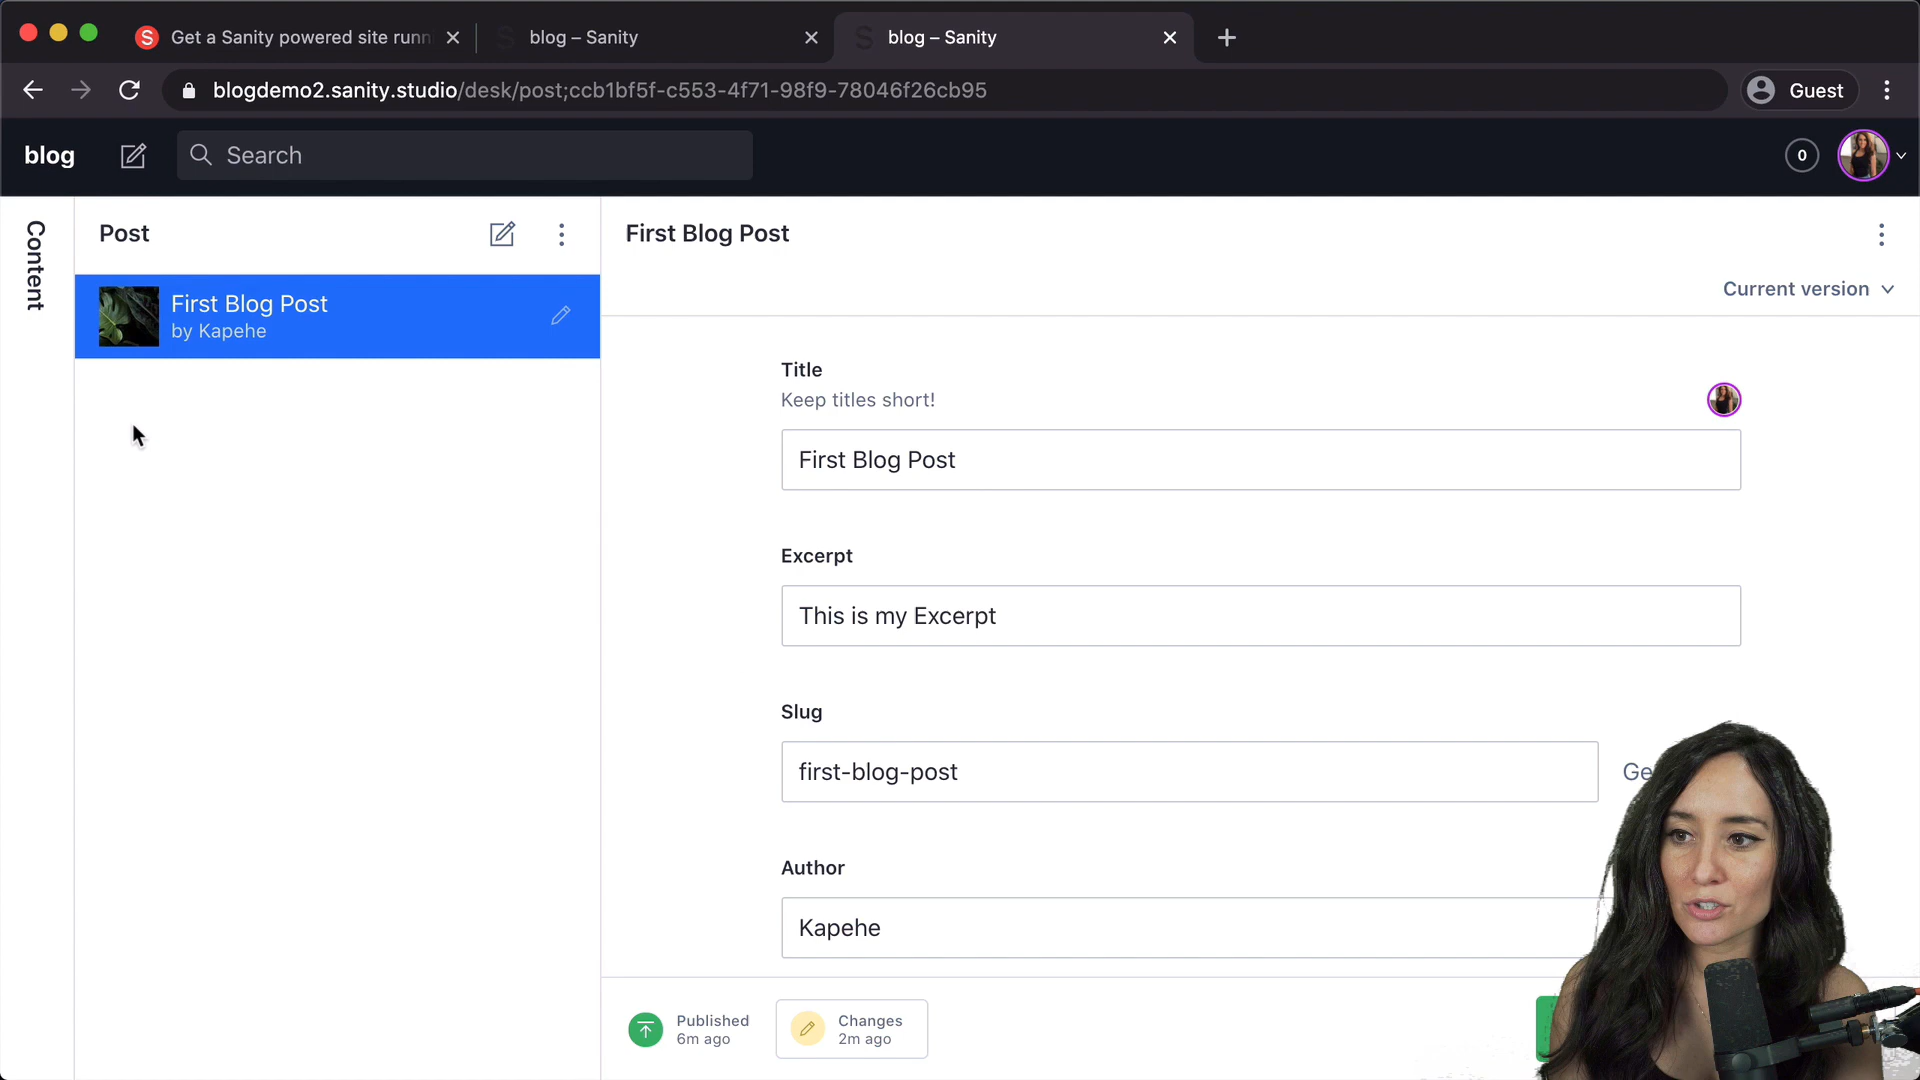 Get a Sanity powered site runn
blog – Sanity
blog – Sanity
blogdemo2.sanity.studio/desk/post;ccb1bf5f-c553-4f71-98f9-78046f26cb95
Guest
blog
Search
0
Content
Post
First Blog Post
by Kapehe
First Blog Post
Current version
Title
Keep titles short!
First Blog Post
Excerpt
This is my Excerpt
Slug
first-blog-post
Ge
Author
Kapehe
Published
6m ago
Changes
2m ago